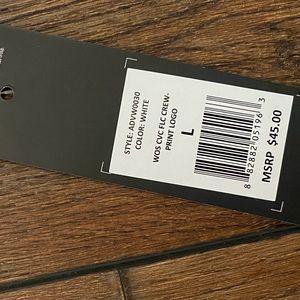 STYLE: ADVW0030
COLOR: WHITE
WOS CVC FLC CREW-
PRINT LOGO
L
8 82882 05196 3
MSRP $45.00